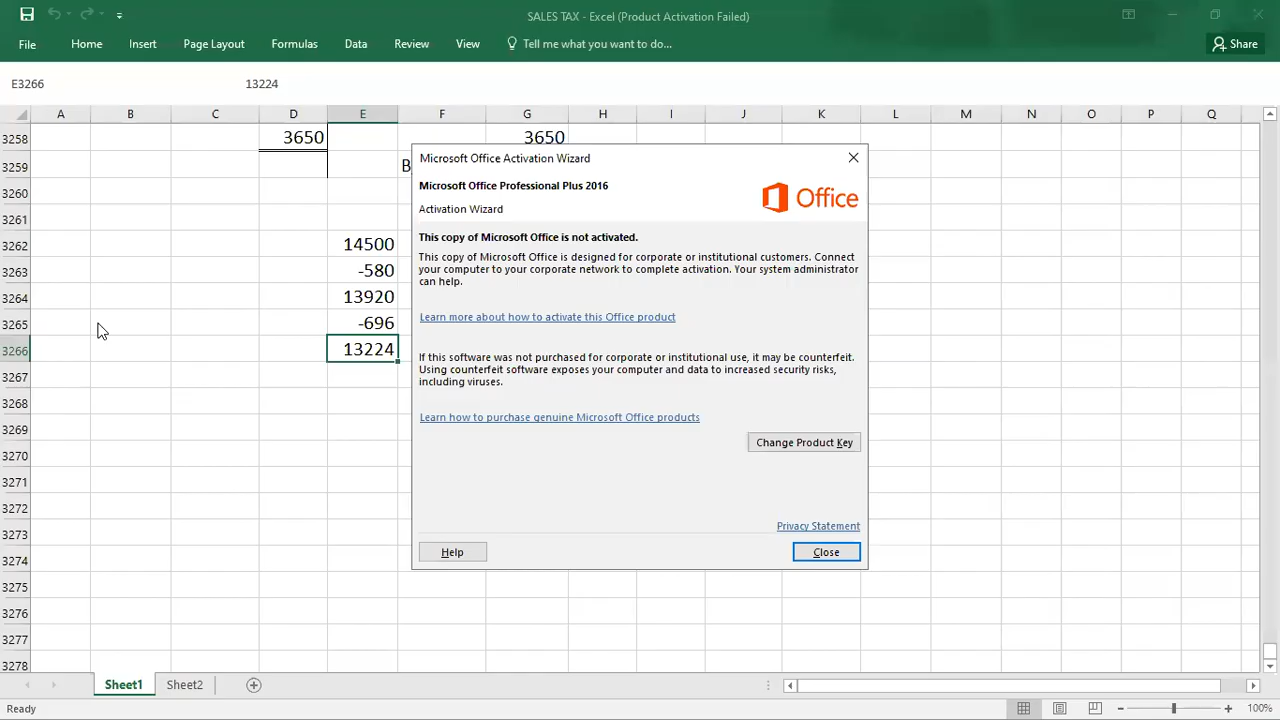 SALES TAX - Excel (Product Activation Failed)
File Home Insert Page Layout Formulas Data Review View Tell me what you want to do... Share
E3266 13224
A B C D E F G H I J K L M N O P Q
3258 3650 3650
3259 B
3260
3261
3262 14500
3263 -580
3264 13920
3265 -696
3266 13224
3267
3268
3269
3270
3271
3272
3273
3274
3275
3276
3277
3278
Microsoft Office Activation Wizard
Microsoft Office Professional Plus 2016
Activation Wizard
Office
This copy of Microsoft Office is not activated.
This copy of Microsoft Office is designed for corporate or institutional customers. Connect
your computer to your corporate network to complete activation. Your system administrator
can help.
Learn more about how to activate this Office product
If this software was not purchased for corporate or institutional use, it may be counterfeit.
Using counterfeit software exposes your computer and data to increased security risks,
including viruses.
Learn how to purchase genuine Microsoft Office products
Change Product Key
Privacy Statement
Help Close
Sheet1 Sheet2
Ready 100%